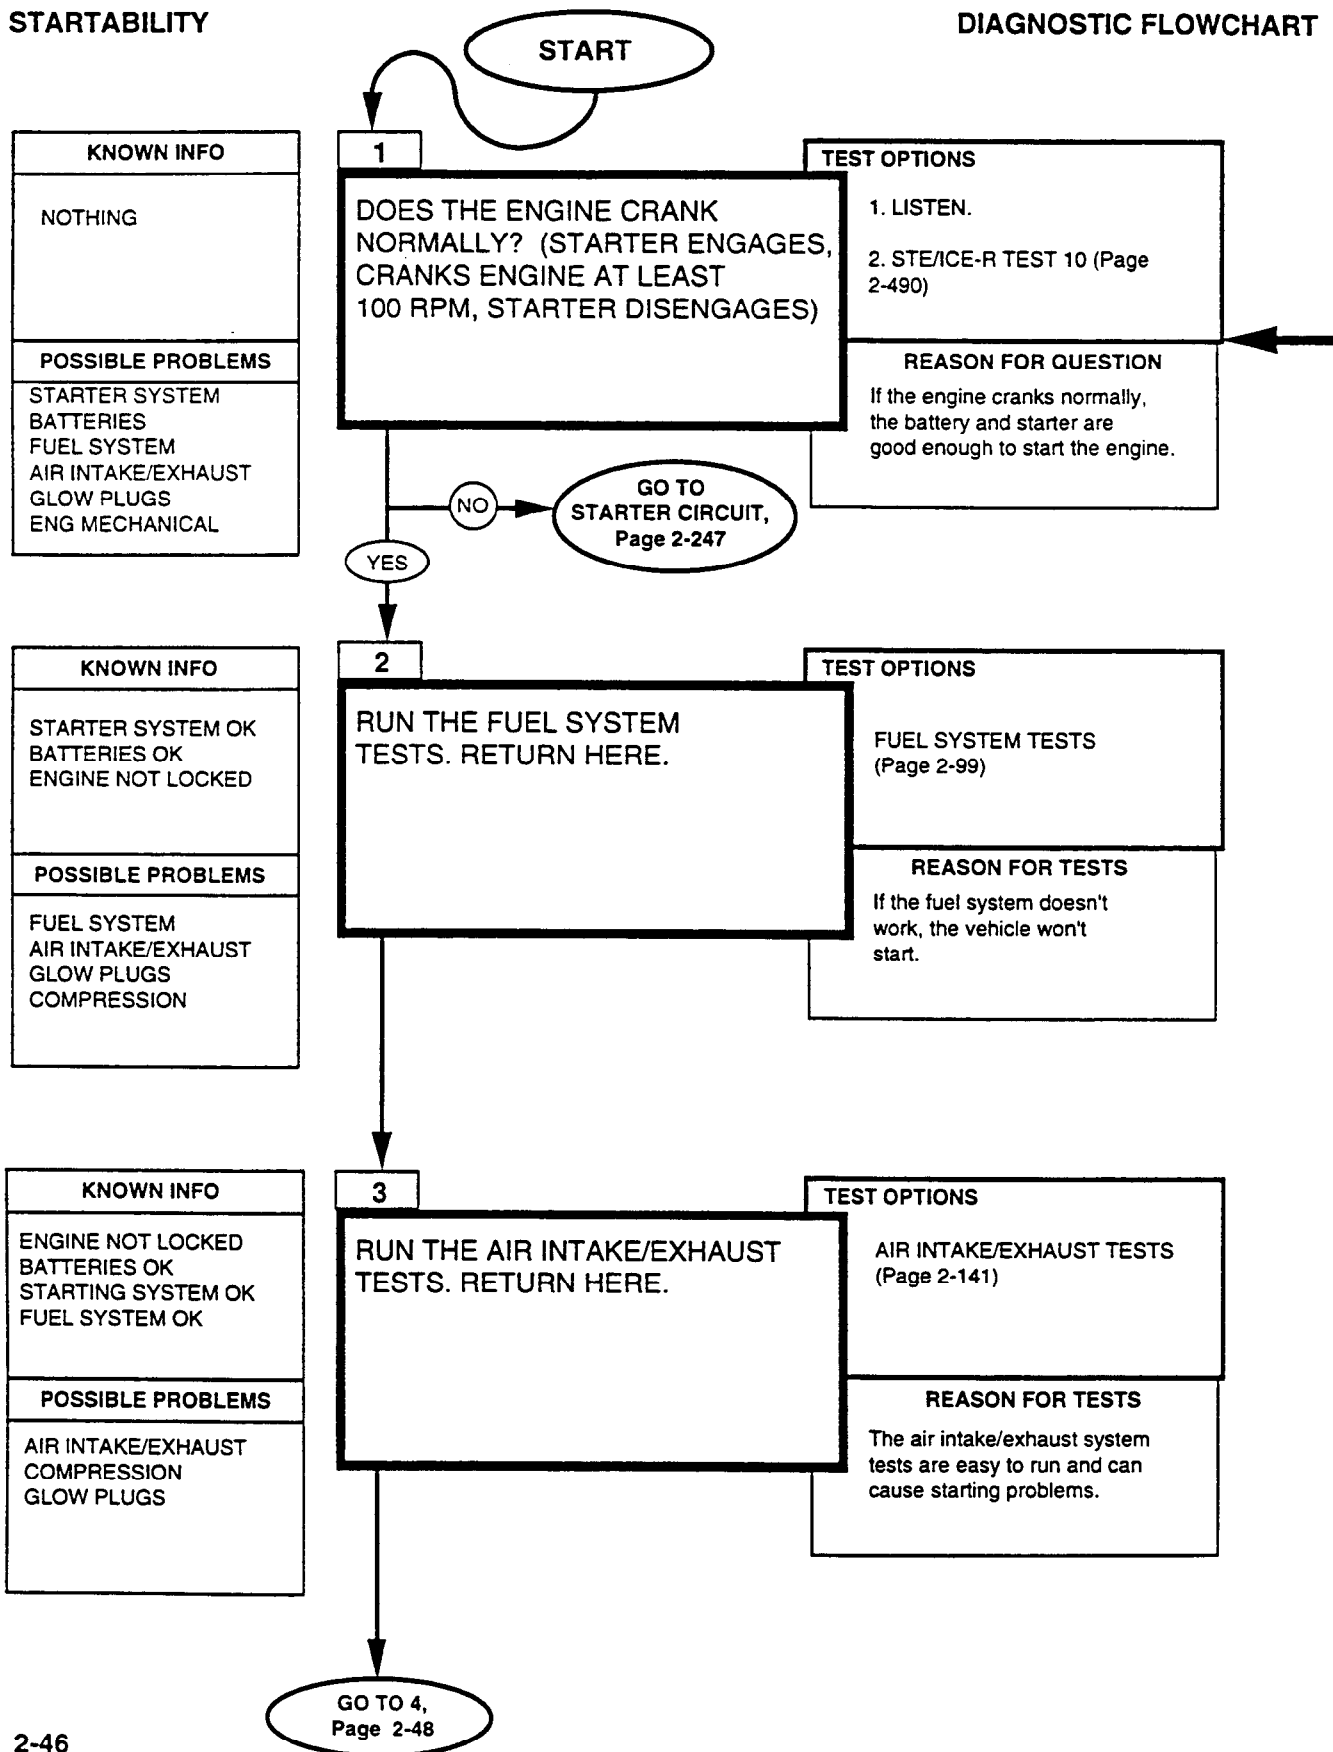 STARTABILITY
DIAGNOSTIC FLOWCHART
START
KNOWN INFO
NOTHING
POSSIBLE PROBLEMS
STARTER SYSTEM
BATTERIES
FUEL SYSTEM
AIR INTAKE/EXHAUST
GLOW PLUGS
ENG MECHANICAL
1
DOES THE ENGINE CRANK
NORMALLY? (STARTER ENGAGES,
CRANKS ENGINE AT LEAST
100 RPM, STARTER DISENGAGES)
TEST OPTIONS
1. LISTEN.
2. STE/ICE-R TEST 10 (Page
2-490)
REASON FOR QUESTION
If the engine cranks normally,
the battery and starter are
good enough to start the engine.
NO
GO TO
STARTER CIRCUIT,
Page 2-247
YES
KNOWN INFO
STARTER SYSTEM OK
BATTERIES OK
ENGINE NOT LOCKED
POSSIBLE PROBLEMS
FUEL SYSTEM
AIR INTAKE/EXHAUST
GLOW PLUGS
COMPRESSION
2
RUN THE FUEL SYSTEM
TESTS. RETURN HERE.
TEST OPTIONS
FUEL SYSTEM TESTS
(Page 2-99)
REASON FOR TESTS
If the fuel system doesn't
work, the vehicle won't
start.
KNOWN INFO
ENGINE NOT LOCKED
BATTERIES OK
STARTING SYSTEM OK
FUEL SYSTEM OK
POSSIBLE PROBLEMS
AIR INTAKE/EXHAUST
COMPRESSION
GLOW PLUGS
3
RUN THE AIR INTAKE/EXHAUST
TESTS. RETURN HERE.
TEST OPTIONS
AIR INTAKE/EXHAUST TESTS
(Page 2-141)
REASON FOR TESTS
The air intake/exhaust system
tests are easy to run and can
cause starting problems.
GO TO 4,
Page 2-48
2-46